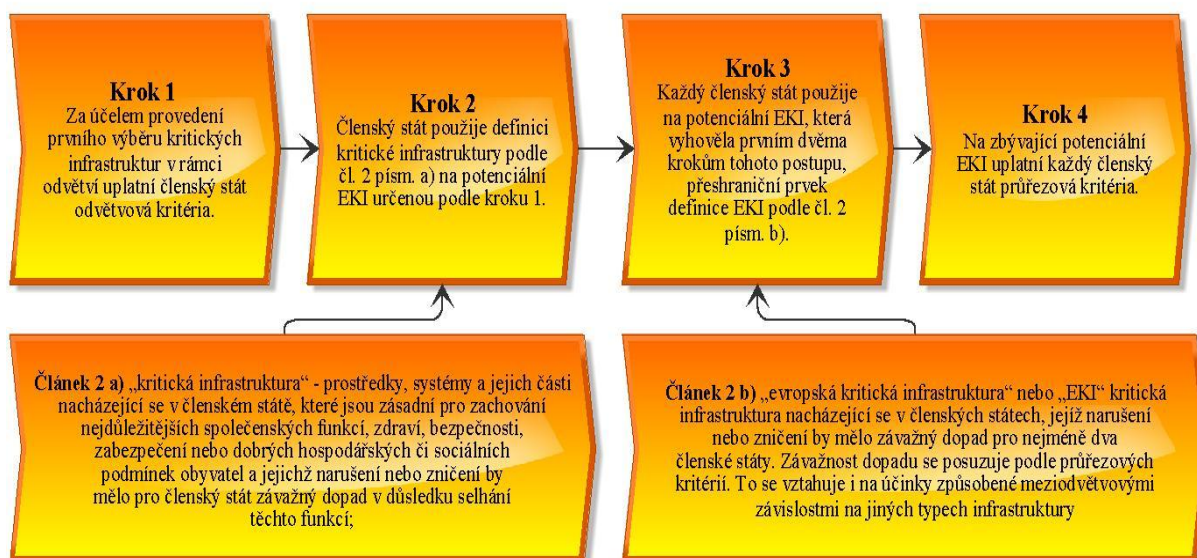 Krok 1
Za účelem provedení
prvního výběru kritických
infrastruktur v rámci
odvětví uplatní členský stát
odvětvová kritéria.
Krok 2
Členský stát použije definici
kritické infrastruktury podle
čl. 2 písm. a) na potenciální
EKI určenou podle kroku 1.
Krok 3
Každý členský stát použije
na potenciální EKI, která
vyhověla prvním dvěma
krokům tohoto postupu,
přeshraniční prvek
definice EKI podle čl. 2
písm. b).
Krok 4
Na zbývající potenciální
EKI uplatní každý členský
stát průřezová kritéria.
Článek 2 a) „kritická infrastruktura“ - prostředky, systémy a jejich části
nacházející se v členském státě, které jsou zásadní pro zachování
nejdůležitějších společenských funkcí, zdraví, bezpečnosti,
zabezpečení nebo dobrých hospodářských či sociálních
podmínek obyvatel a jejichž narušení nebo zničení by
mělo pro členský stát závažný dopad v důsledku selhání
těchto funkcí;
Článek 2 b) „evropská kritická infrastruktura“ nebo „EKI“ kritická
infrastruktura nacházející se v členských státech, jejíž narušení
nebo zničení by mělo závažný dopad pro nejméně dva
členské státy. Závažnost dopadu se posuzuje podle průřezových
kritérií. To se vztahuje i na účinky způsobené meziodvětvovými
závislostmi na jiných typech infrastruktury